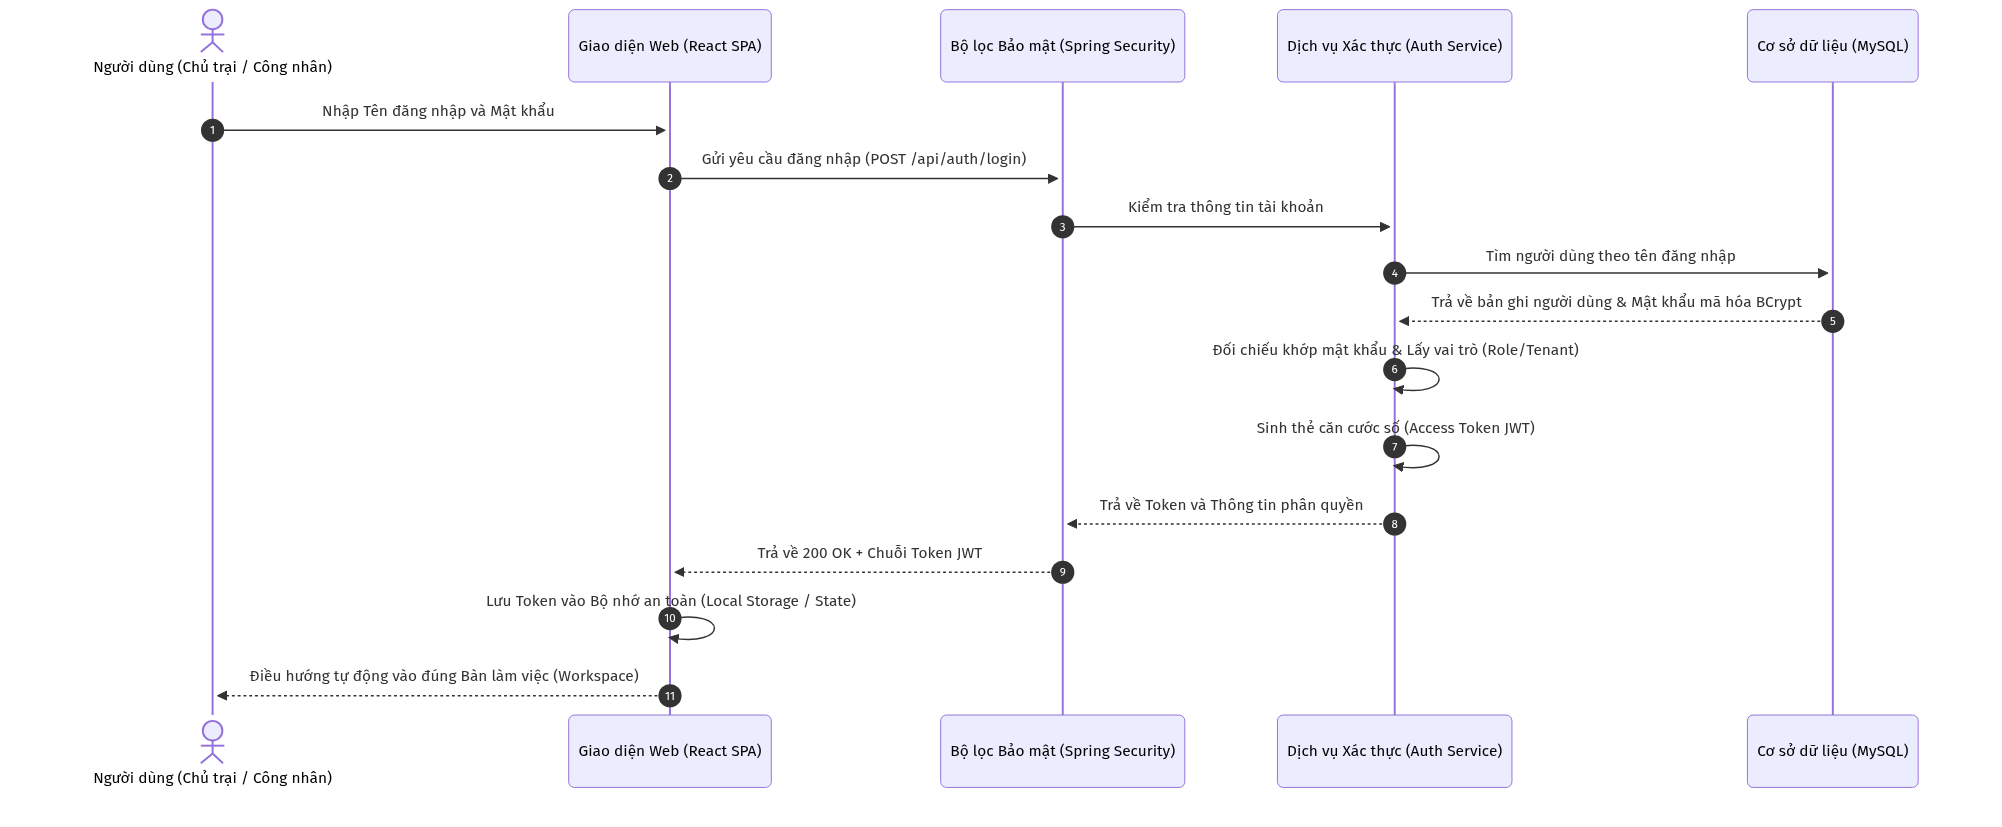 Người dùng (Chủ trại / Công nhân)
Giao diện Web (React SPA)
Bộ lọc Bảo mật (Spring Security)
Dịch vụ Xác thực (Auth Service)
Cơ sở dữ liệu (MySQL)
Nhập Tên đăng nhập và Mật khẩu
1
Gửi yêu cầu đăng nhập (POST /api/auth/login)
2
Kiểm tra thông tin tài khoản
3
Tìm người dùng theo tên đăng nhập
4
Trả về bản ghi người dùng & Mật khẩu mã hóa BCrypt
5
Đối chiếu khớp mật khẩu & Lấy vai trò (Role/Tenant)
6
Sinh thẻ căn cước số (Access Token JWT)
7
Trả về Token và Thông tin phân quyền
8
Trả về 200 OK + Chuỗi Token JWT
9
Lưu Token vào Bộ nhớ an toàn (Local Storage / State)
10
Điều hướng tự động vào đúng Bàn làm việc (Workspace)
11
Người dùng (Chủ trại / Công nhân)
Giao diện Web (React SPA)
Bộ lọc Bảo mật (Spring Security)
Dịch vụ Xác thực (Auth Service)
Cơ sở dữ liệu (MySQL)